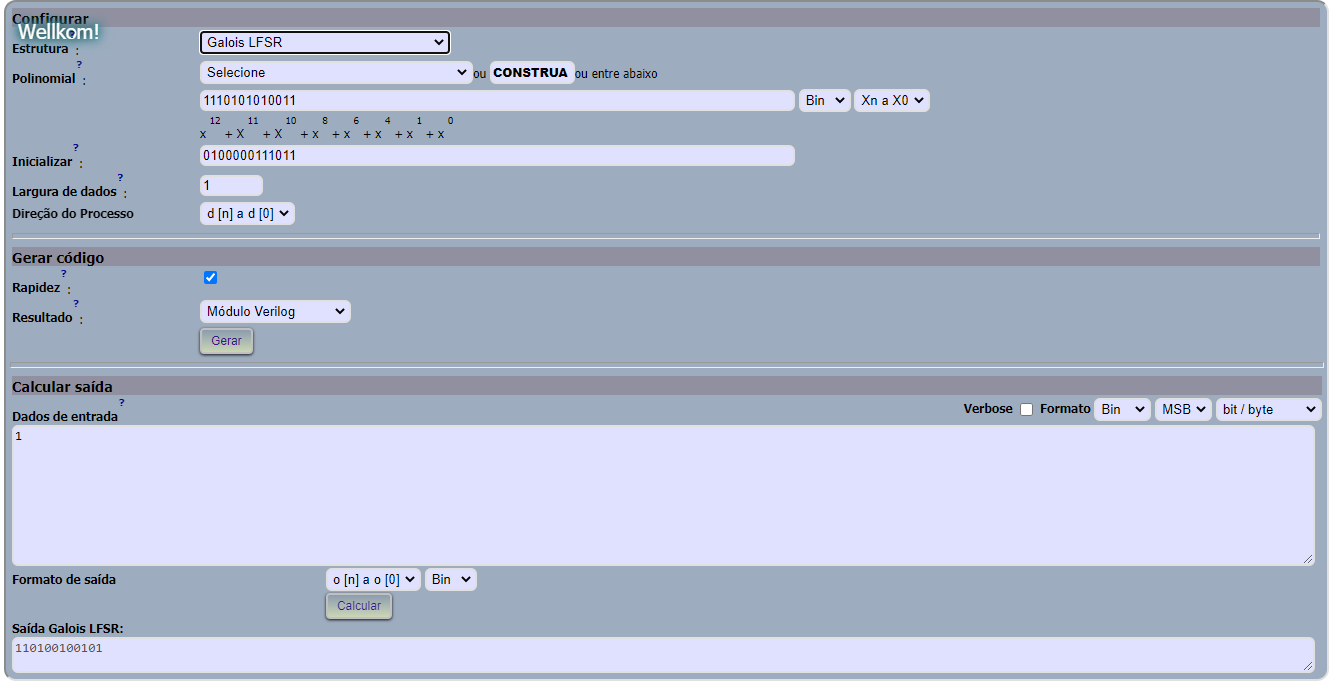 Configurar
Wellkom!
Estrutura : Galois LFSR
?
Polinomial : Selecione ou CONSTRUA ou entre abaixo
1110101010011 Bin Xn a X0
12 11 10 8 6 4 1 0
x + X + X + x + x + x + x + x
?
Inicializar : 0100000111011
?
Largura de dados : 1
Direção do Processo d [n] a d [0]
Gerar código
?
Rapidez :
?
Resultado : Módulo Verilog
Gerar
Calcular saída
?
Dados de entrada Verbose Formato Bin MSB bit / byte
1
Formato de saída o [n] a o [0] Bin
Calcular
Saída Galois LFSR:
110100100101